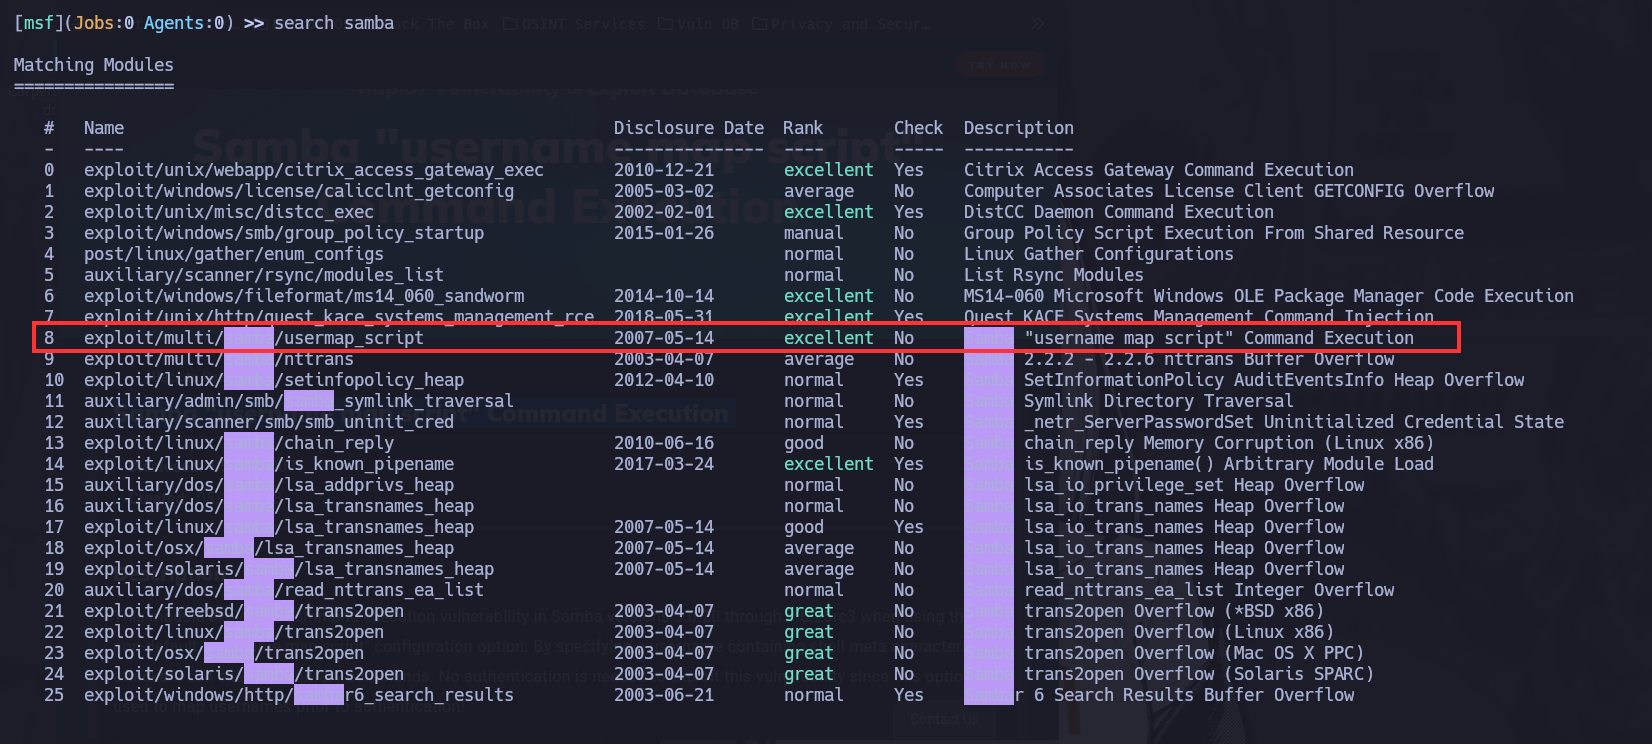 [msf](Jobs:0 Agents:0) >> search samba
Matching Modules
================
# Name Disclosure Date Rank Check Description
- ---- --------------- ---- ----- -----------
0 exploit/unix/webapp/citrix_access_gateway_exec 2010-12-21 excellent Yes Citrix Access Gateway Command Execution
1 exploit/windows/license/calicclnt_getconfig 2005-03-02 average No Computer Associates License Client GETCONFIG Overflow
2 exploit/unix/misc/distcc_exec 2002-02-01 excellent Yes DistCC Daemon Command Execution
3 exploit/windows/smb/group_policy_startup 2015-01-26 manual No Group Policy Script Execution From Shared Resource
4 post/linux/gather/enum_configs normal No Linux Gather Configurations
5 auxiliary/scanner/rsync/modules_list normal No List Rsync Modules
6 exploit/windows/fileformat/ms14_060_sandworm 2014-10-14 excellent No MS14-060 Microsoft Windows OLE Package Manager Code Execution
7 exploit/unix/http/quest_kace_systems_management_rce 2018-05-31 excellent Yes Quest KACE Systems Management Command Injection
8 exploit/multi/samba/usermap_script 2007-05-14 excellent No Samba "username map script" Command Execution
9 exploit/multi/samba/nttrans 2003-04-07 average No Samba 2.2.2 - 2.2.6 nttrans Buffer Overflow
10 exploit/linux/samba/setinfopolicy_heap 2012-04-10 normal Yes Samba SetInformationPolicy AuditEventsInfo Heap Overflow
11 auxiliary/admin/smb/samba_symlink_traversal normal No Samba Symlink Directory Traversal
12 auxiliary/scanner/smb/smb_uninit_cred normal Yes Samba _netr_ServerPasswordSet Uninitialized Credential State
13 exploit/linux/samba/chain_reply 2010-06-16 good No Samba chain_reply Memory Corruption (Linux x86)
14 exploit/linux/samba/is_known_pipename 2017-03-24 excellent Yes Samba is_known_pipename() Arbitrary Module Load
15 auxiliary/dos/samba/lsa_addprivs_heap normal No Samba lsa_io_privilege_set Heap Overflow
16 auxiliary/dos/samba/lsa_transnames_heap normal No Samba lsa_io_trans_names Heap Overflow
17 exploit/linux/samba/lsa_transnames_heap 2007-05-14 good Yes Samba lsa_io_trans_names Heap Overflow
18 exploit/osx/samba/lsa_transnames_heap 2007-05-14 average No Samba lsa_io_trans_names Heap Overflow
19 exploit/solaris/samba/lsa_transnames_heap 2007-05-14 average No Samba lsa_io_trans_names Heap Overflow
20 auxiliary/dos/samba/read_nttrans_ea_list normal No Samba read_nttrans_ea_list Integer Overflow
21 exploit/freebsd/samba/trans2open 2003-04-07 great No Samba trans2open Overflow (*BSD x86)
22 exploit/linux/samba/trans2open 2003-04-07 great No Samba trans2open Overflow (Linux x86)
23 exploit/osx/samba/trans2open 2003-04-07 great No Samba trans2open Overflow (Mac OS X PPC)
24 exploit/solaris/samba/trans2open 2003-04-07 great No Samba trans2open Overflow (Solaris SPARC)
25 exploit/windows/http/sambar6_search_results 2003-06-21 normal Yes Sambar 6 Search Results Buffer Overflow